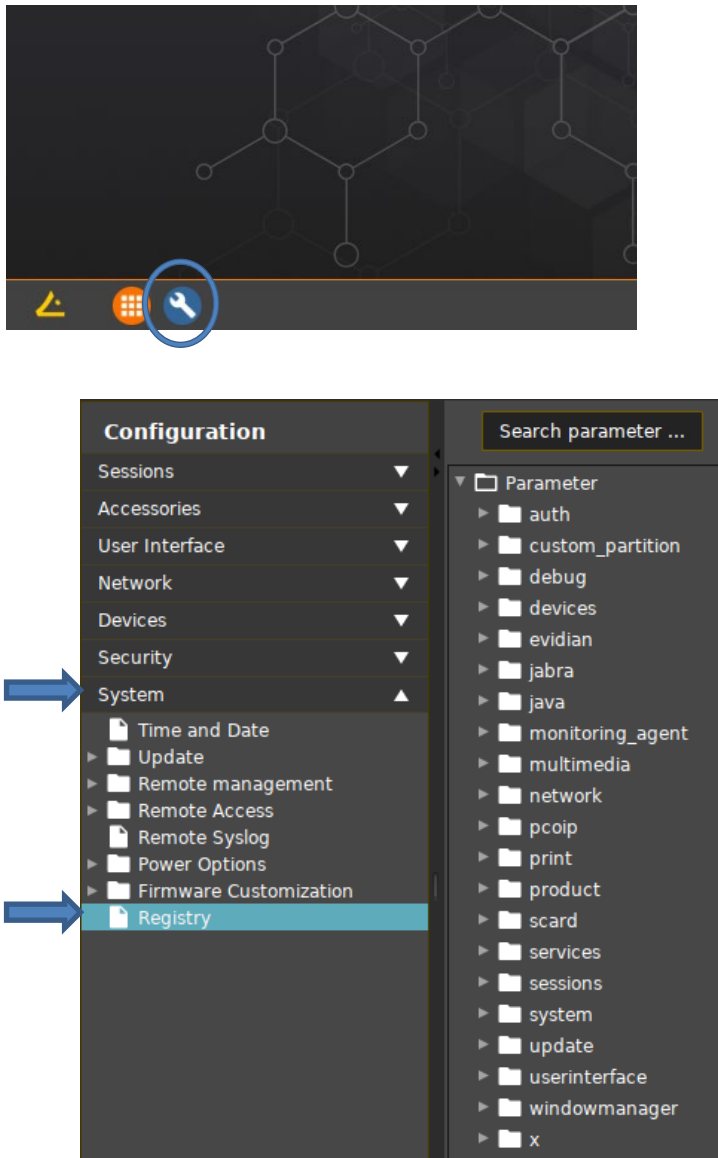 Configuration
Sessions
Accessories
User Interface
Network
Devices
Security
System
Time and Date
Update
Remote management
Remote Access
Remote Syslog
Power Options
Firmware Customization
Registry
Search parameter ...
Parameter
auth
custom_partition
debug
devices
evidian
jabra
java
monitoring_agent
multimedia
network
pcoip
print
product
scard
services
sessions
system
update
userinterface
windowmanager
x